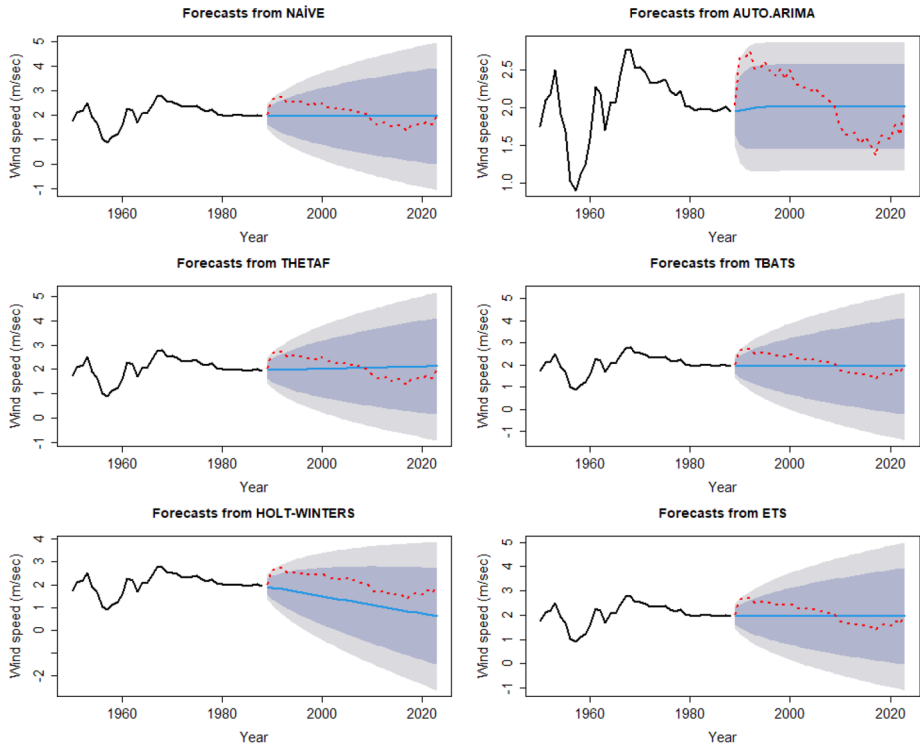 Forecasts from NAİVE
Wind speed (m/sec)
5
4
3
2
1
0
-1
1960 1980 2000 2020
Year
Forecasts from AUTO.ARIMA
Wind speed (m/sec)
2.5
2.0
1.5
1.0
1960 1980 2000 2020
Year
Forecasts from THETAF
Wind speed (m/sec)
5
4
3
2
1
0
-1
1960 1980 2000 2020
Year
Forecasts from TBATS
Wind speed (m/sec)
5
4
3
2
1
0
-1
1960 1980 2000 2020
Year
Forecasts from HOLT-WINTERS
Wind speed (m/sec)
4
3
2
1
0
-2
1960 1980 2000 2020
Year
Forecasts from ETS
Wind speed (m/sec)
5
4
3
2
1
0
-1
1960 1980 2000 2020
Year